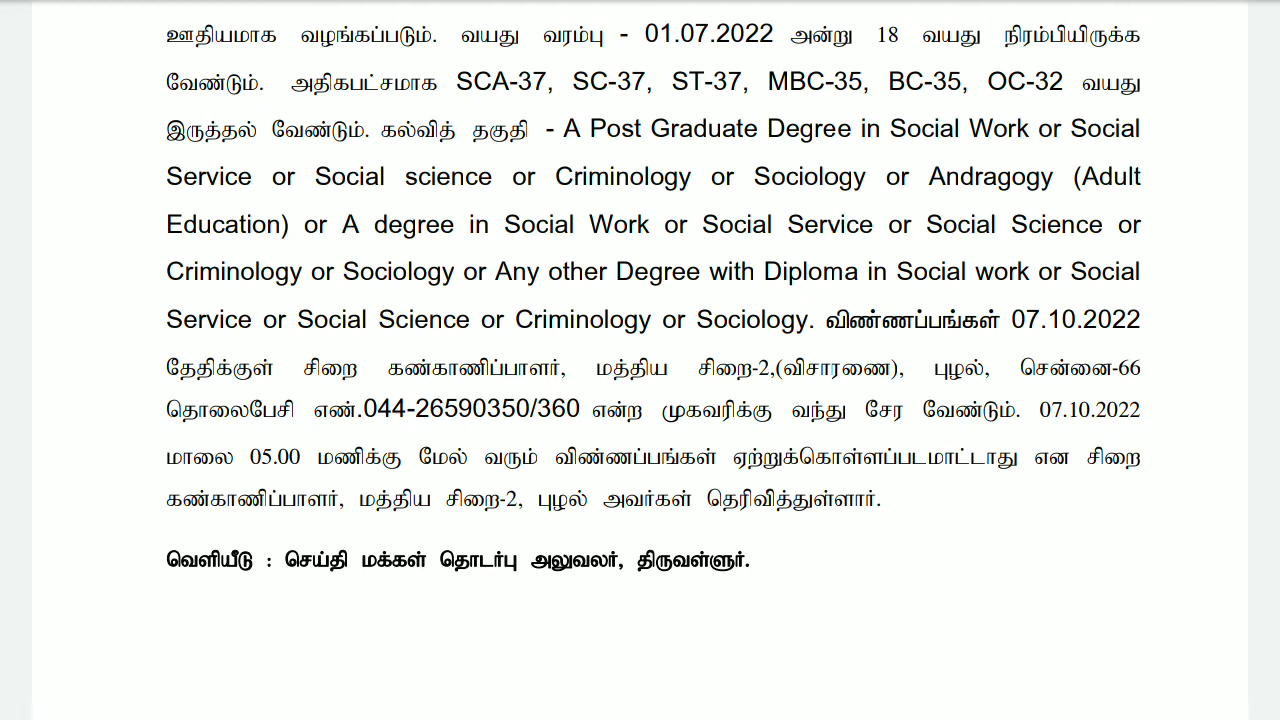 ஊதியமாக வழங்கப்படும். வயது வரம்பு - 01.07.2022 அன்று 18 வயது நிரம்பியிருக்க
வேண்டும். அதிகபட்சமாக SCA-37, SC-37, ST-37, MBC-35, BC-35, OC-32 வயது
இருத்தல் வேண்டும். கல்வித் தகுதி - A Post Graduate Degree in Social Work or Social
Service or Social science or Criminology or Sociology or Andragogy (Adult
Education) or A degree in Social Work or Social Service or Social Science or
Criminology or Sociology or Any other Degree with Diploma in Social work or Social
Service or Social Science or Criminology or Sociology. விண்ணப்பங்கள் 07.10.2022
தேதிக்குள் சிறை கண்காணிப்பாளர், மத்திய சிறை-2,(விசாரணை), புழல், சென்னை-66
தொலைபேசி எண்.044-26590350/360 என்ற முகவரிக்கு வந்து சேர வேண்டும். 07.10.2022
மாலை 05.00 மணிக்கு மேல் வரும் விண்ணப்பங்கள் ஏற்றுக்கொள்ளப்படமாட்டாது என சிறை
கண்காணிப்பாளர், மத்திய சிறை-2, புழல் அவர்கள் தெரிவித்துள்ளார்.
வெளியீடு : செய்தி மக்கள் தொடர்பு அலுவலர், திருவள்ளுர்.